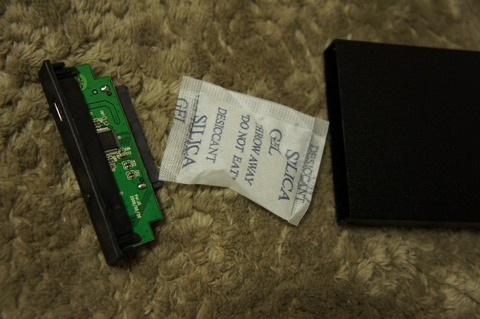 SILICA
GEL
DESICCANT
DO NOT EAT
THROW AWAY
SILICA
GEL
DESICCANT